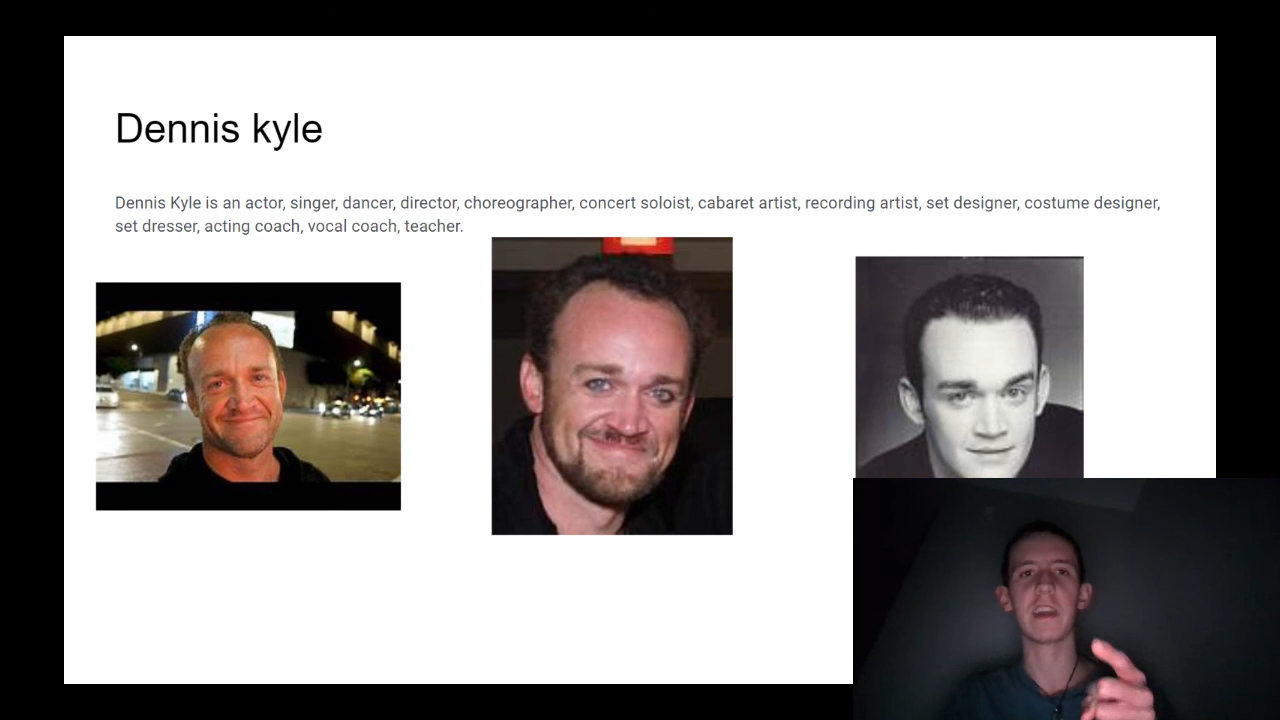 Dennis kyle
Dennis Kyle is an actor, singer, dancer, director, choreographer, concert soloist, cabaret artist, recording artist, set designer, costume designer,
set dresser, acting coach, vocal coach, teacher.